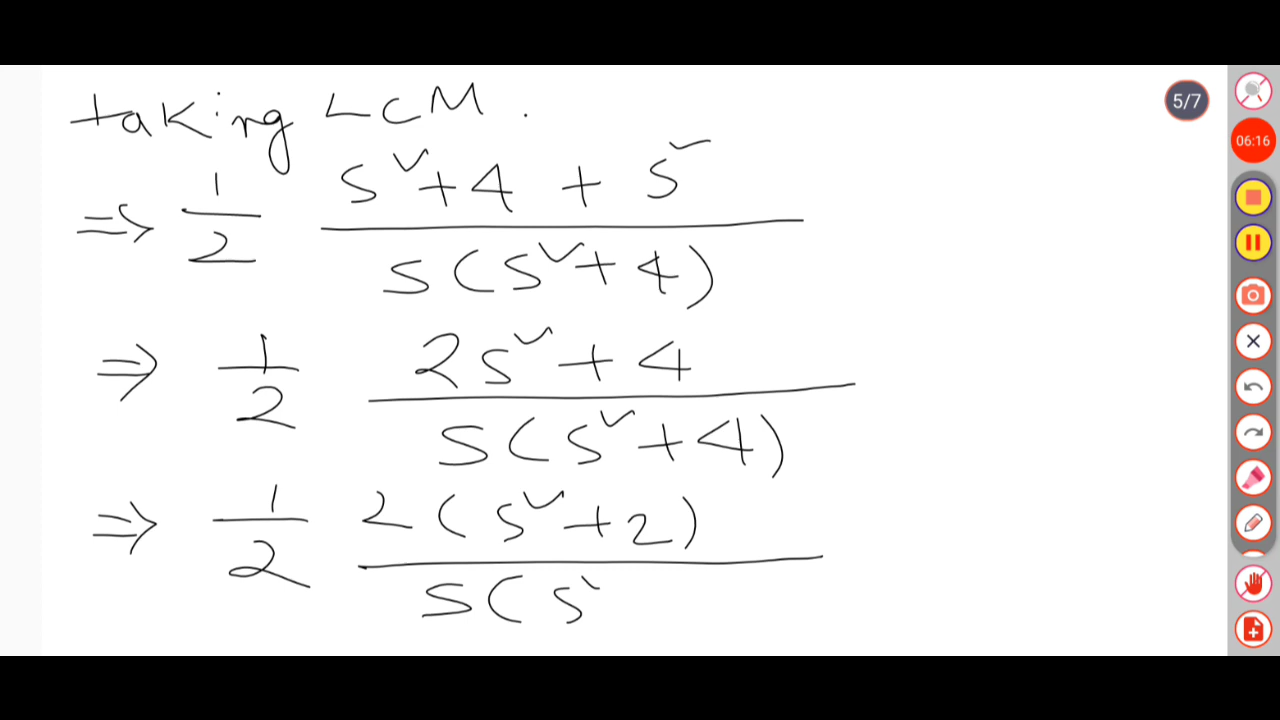 taking LCM.
5/7
06:16
⇒ 1/2 (s² + 4 + s²)/(s(s² + 4))
⇒ 1/2 (2s² + 4)/(s(s² + 4))
⇒ 1/2 2(s² + 2)/(s(s